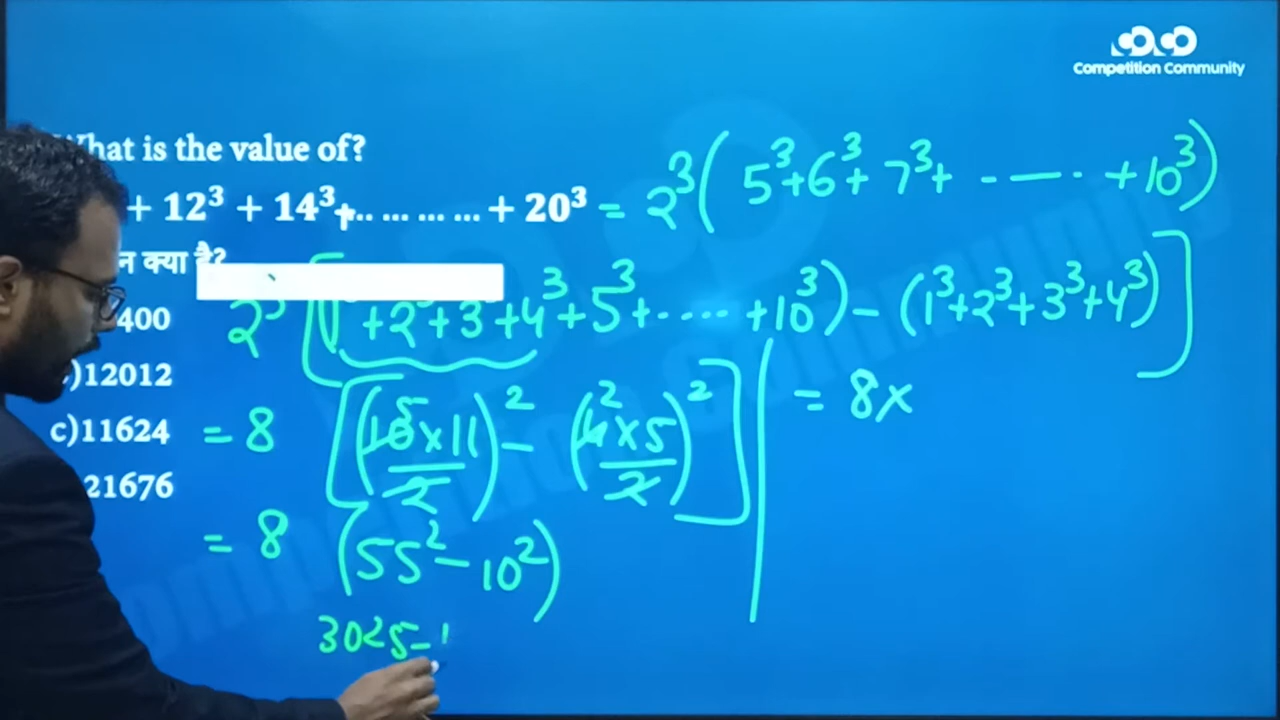 Competition Community
What is the value of?
+ 12³ + 14³+.. ... ... ... + 20³ = 2³(5³+6³+7³+ - — - · +10³)
क्या है?
2³ +2³+3³+4³+5³+.....+10³)-(1³+2³+3³+4³)]
400
)12012
= 8 [(10×11/2)² - (4×5/2)²] = 8×
c)11624
21676
= 8 (55²-10²)
3025-1